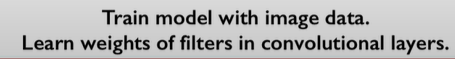 Train model with image data.
Learn weights of filters in convolutional layers.